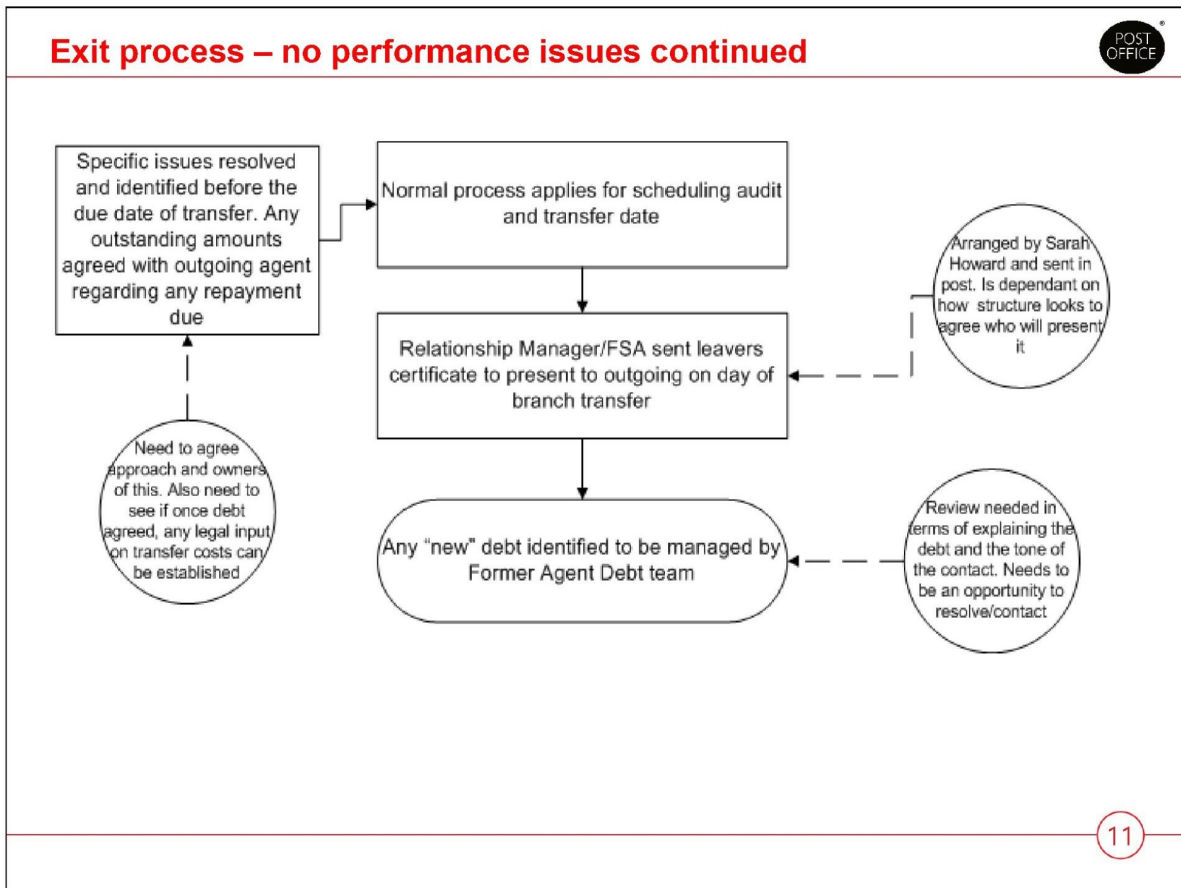 Exit process – no performance issues continued
POST
OFFICE
®
Specific issues resolved
and identified before the
due date of transfer. Any
outstanding amounts
agreed with outgoing agent
regarding any repayment
due
Normal process applies for scheduling audit
and transfer date
Arranged by Sarah
Howard and sent in
post. Is dependant on
how structure looks to
agree who will present
it
Relationship Manager/FSA sent leavers
certificate to present to outgoing on day of
branch transfer
Need to agree
approach and owners
of this. Also need to
see if once debt
agreed, any legal input
on transfer costs can
be established
Any “new” debt identified to be managed by
Former Agent Debt team
Review needed in
terms of explaining the
debt and the tone of
the contact. Needs to
be an opportunity to
resolve/contact
11